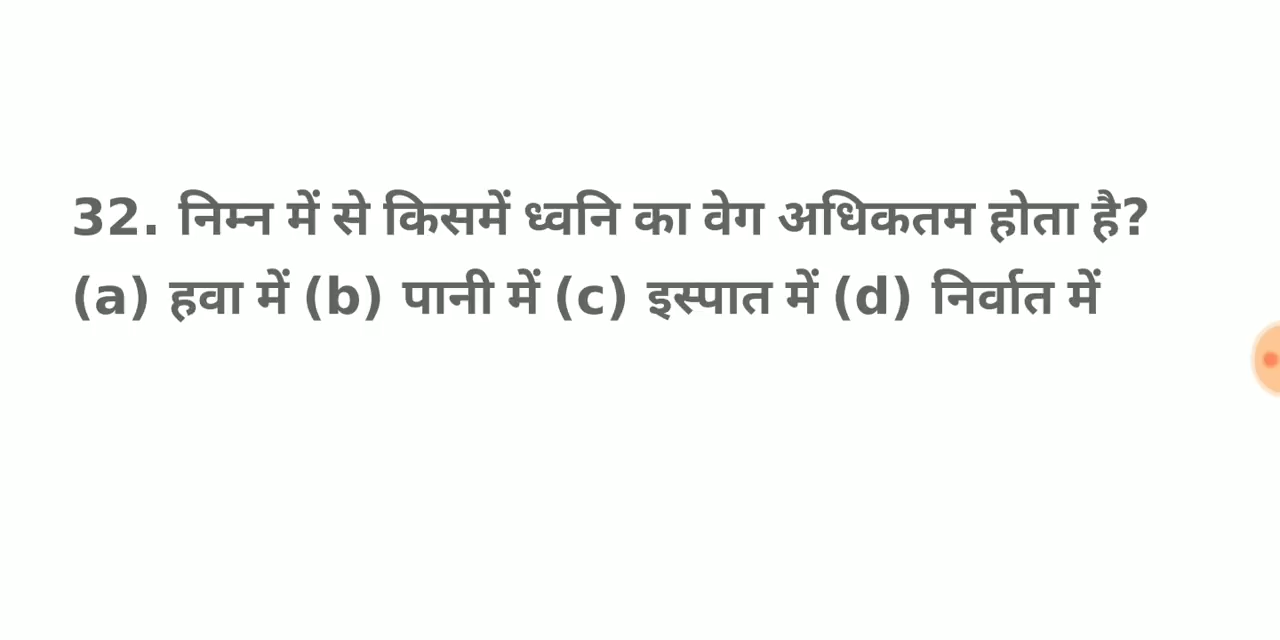 32. निम्न में से किसमें ध्वनि का वेग अधिकतम होता है?
(a) हवा में (b) पानी में (c) इस्पात में (d) निर्वात में